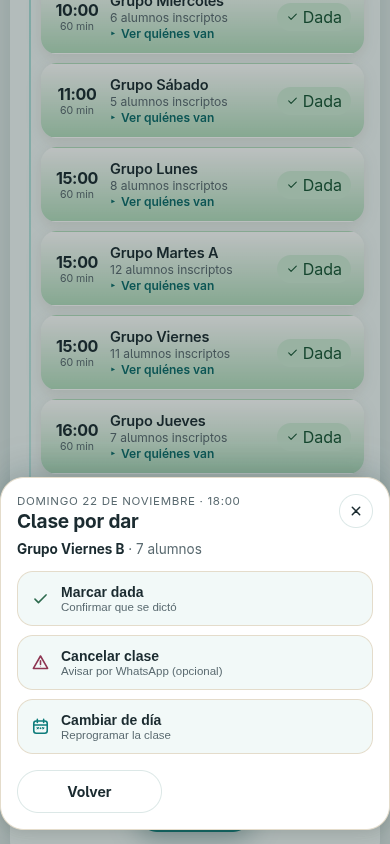 10:00
Grupo Miércoles
6 alumnos inscriptos
60 min
‣ Ver quiénes van
✓ Dada
11:00
Grupo Sábado
5 alumnos inscriptos
60 min
‣ Ver quiénes van
✓ Dada
15:00
Grupo Lunes
8 alumnos inscriptos
60 min
‣ Ver quiénes van
✓ Dada
15:00
Grupo Martes A
12 alumnos inscriptos
60 min
‣ Ver quiénes van
✓ Dada
15:00
Grupo Viernes
11 alumnos inscriptos
60 min
‣ Ver quiénes van
✓ Dada
16:00
Grupo Jueves
7 alumnos inscriptos
60 min
‣ Ver quiénes van
✓ Dada
DOMINGO 22 DE NOVIEMBRE · 18:00
Clase por dar
Grupo Viernes B · 7 alumnos
Marcar dada
Confirmar que se dictó
Cancelar clase
Avisar por WhatsApp (opcional)
Cambiar de día
Reprogramar la clase
Volver